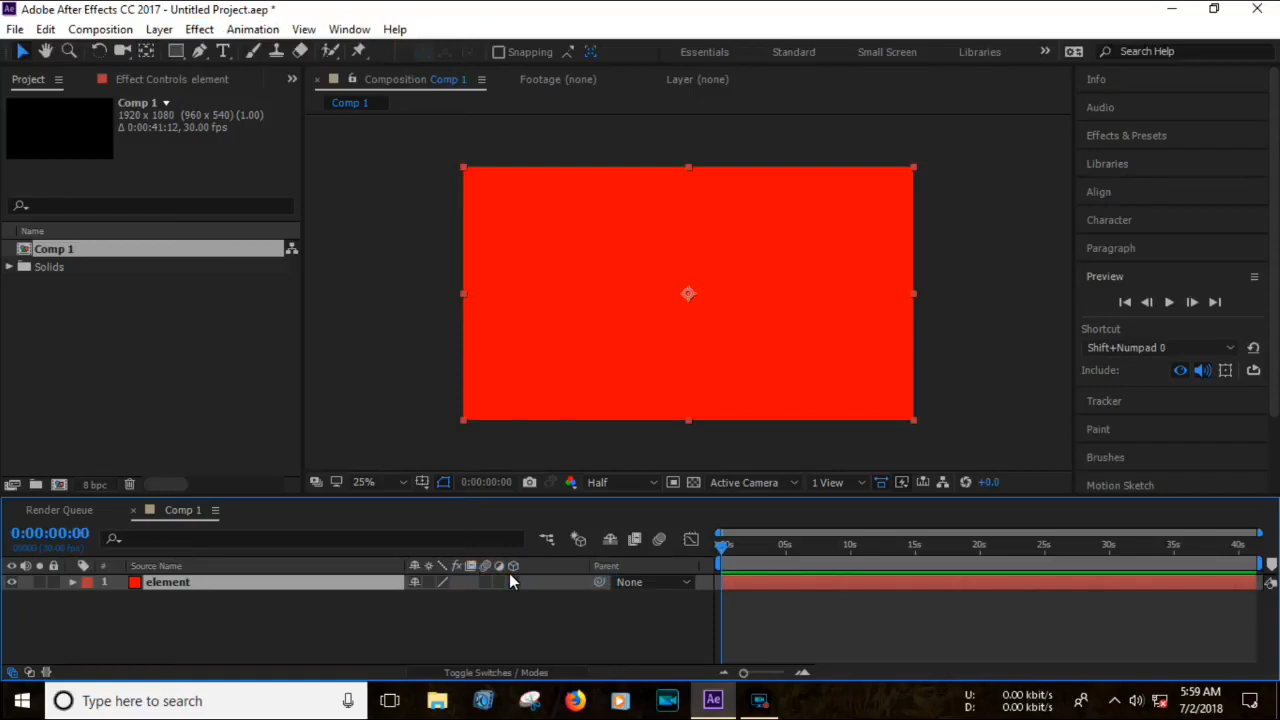 Ae Adobe After Effects CC 2017 - Untitled Project.aep *
File Edit Composition Layer Effect Animation View Window Help
T Snapping Essentials Standard Small Screen Libraries Search Help
Project Effect Controls element Composition Comp 1 Footage (none) Layer (none) Info
Comp 1
1920 x 1080 (960 x 540) (1.00)
Δ 0:00:41:12, 30.00 fps
Comp 1
Audio
Effects & Presets
Libraries
Align
Character
Paragraph
Name
Comp 1
Solids
Preview
Shortcut
Shift+Numpad 0
Include:
Tracker
Paint
Brushes
Motion Sketch
8 bpc 25% 0:00:00:00 Half Active Camera 1 View +0.0
Render Queue Comp 1
0:00:00:00
00000 (30.00 fps)
05s 10s 15s 20s 25s 30s 35s 40s
# Source Name fx Parent
1 element None
Toggle Switches / Modes
Type here to search Ae U: 0.00 kbit/s 5:59 AM
D: 0.00 kbit/s 7/2/2018